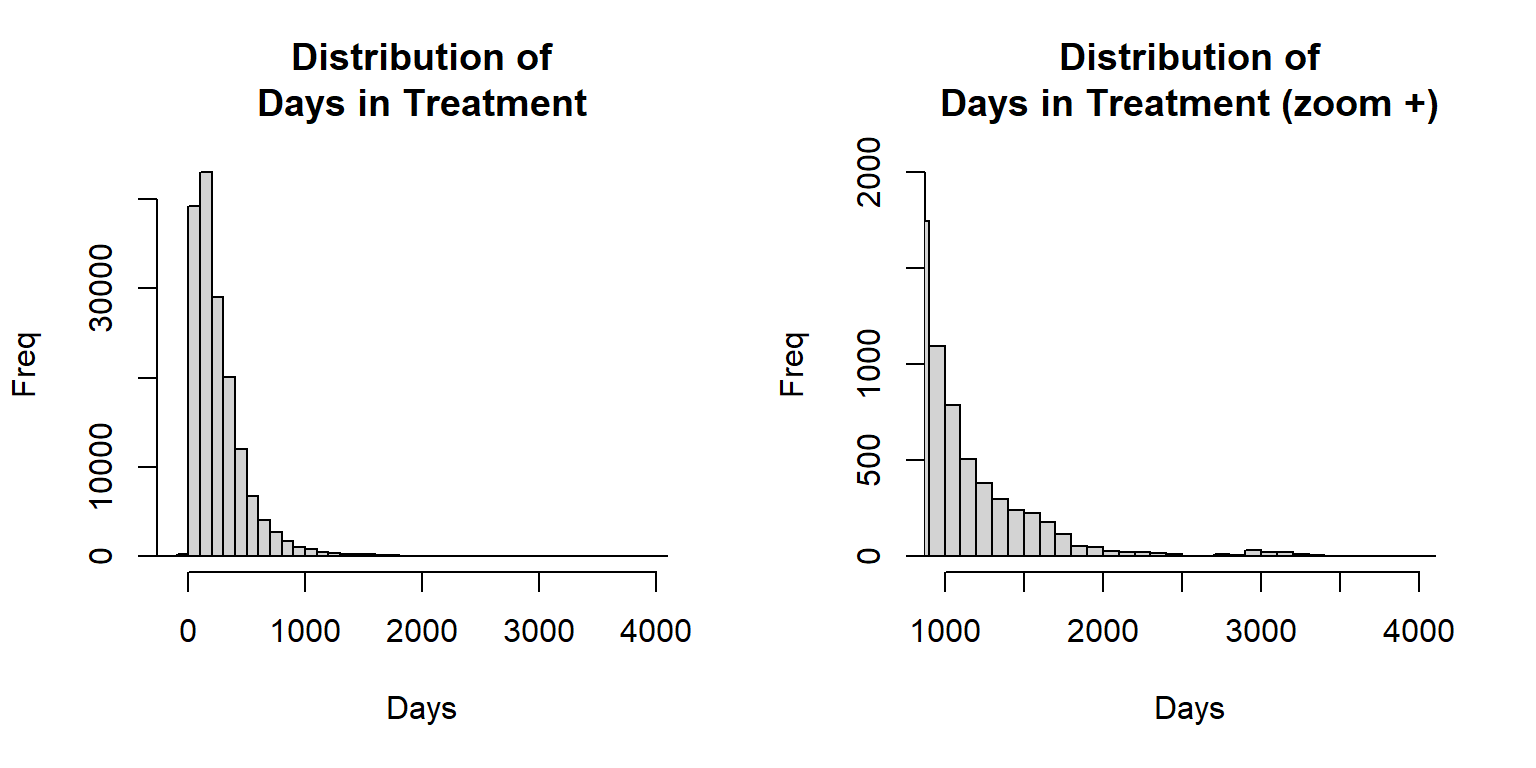 Distribution of
Days in Treatment
Freq
30000
10000
0
0 1000 2000 3000 4000
Days
Distribution of
Days in Treatment (zoom +)
Freq
2000
1000
500
0
1000 2000 3000 4000
Days